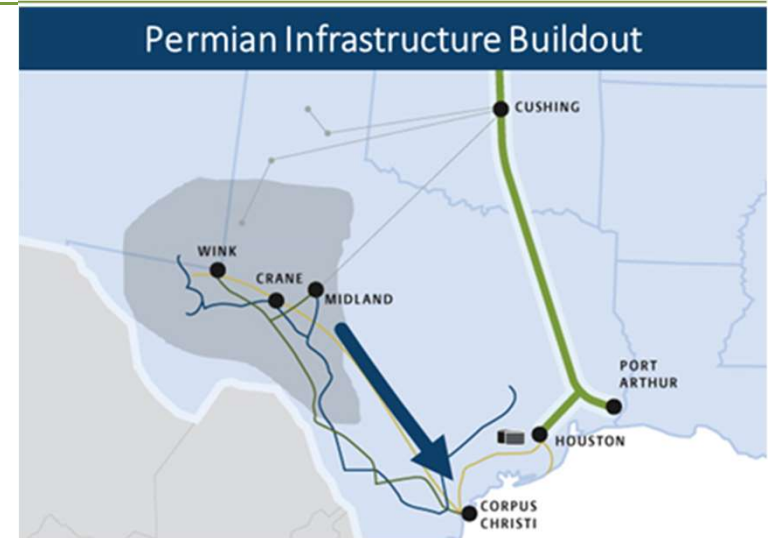 Permian Infrastructure Buildout
CUSHING
WINK
CRANE
MIDLAND
PORT
ARTHUR
HOUSTON
CORPUS
CHRISTI